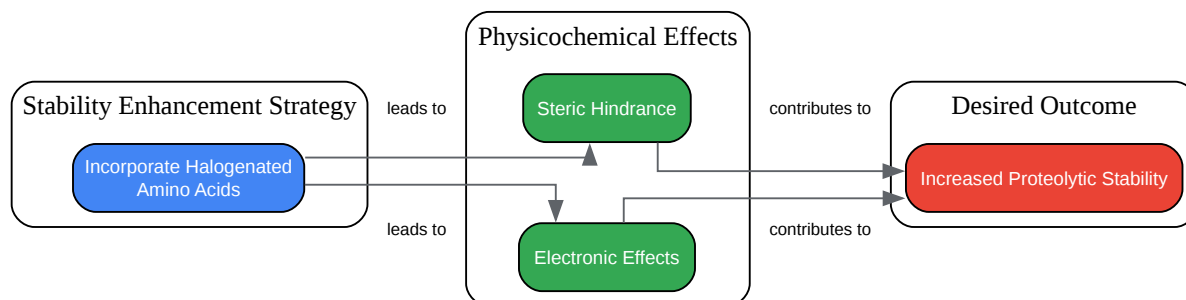 Stability Enhancement Strategy
Incorporate Halogenated
Amino Acids
leads to
leads to
Physicochemical Effects
Steric Hindrance
Electronic Effects
contributes to
contributes to
Desired Outcome
Increased Proteolytic Stability